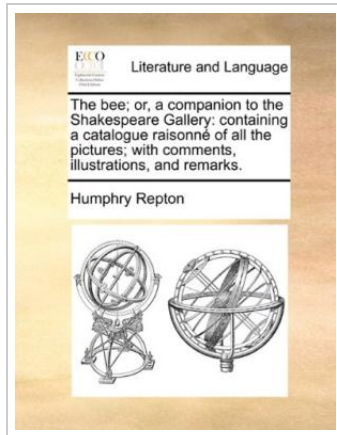 ECCO
Literature and Language
The bee; or, a companion to the
Shakespeare Gallery: containing
a catalogue raisonné of all the
pictures; with comments,
illustrations, and remarks.
Humphry Repton